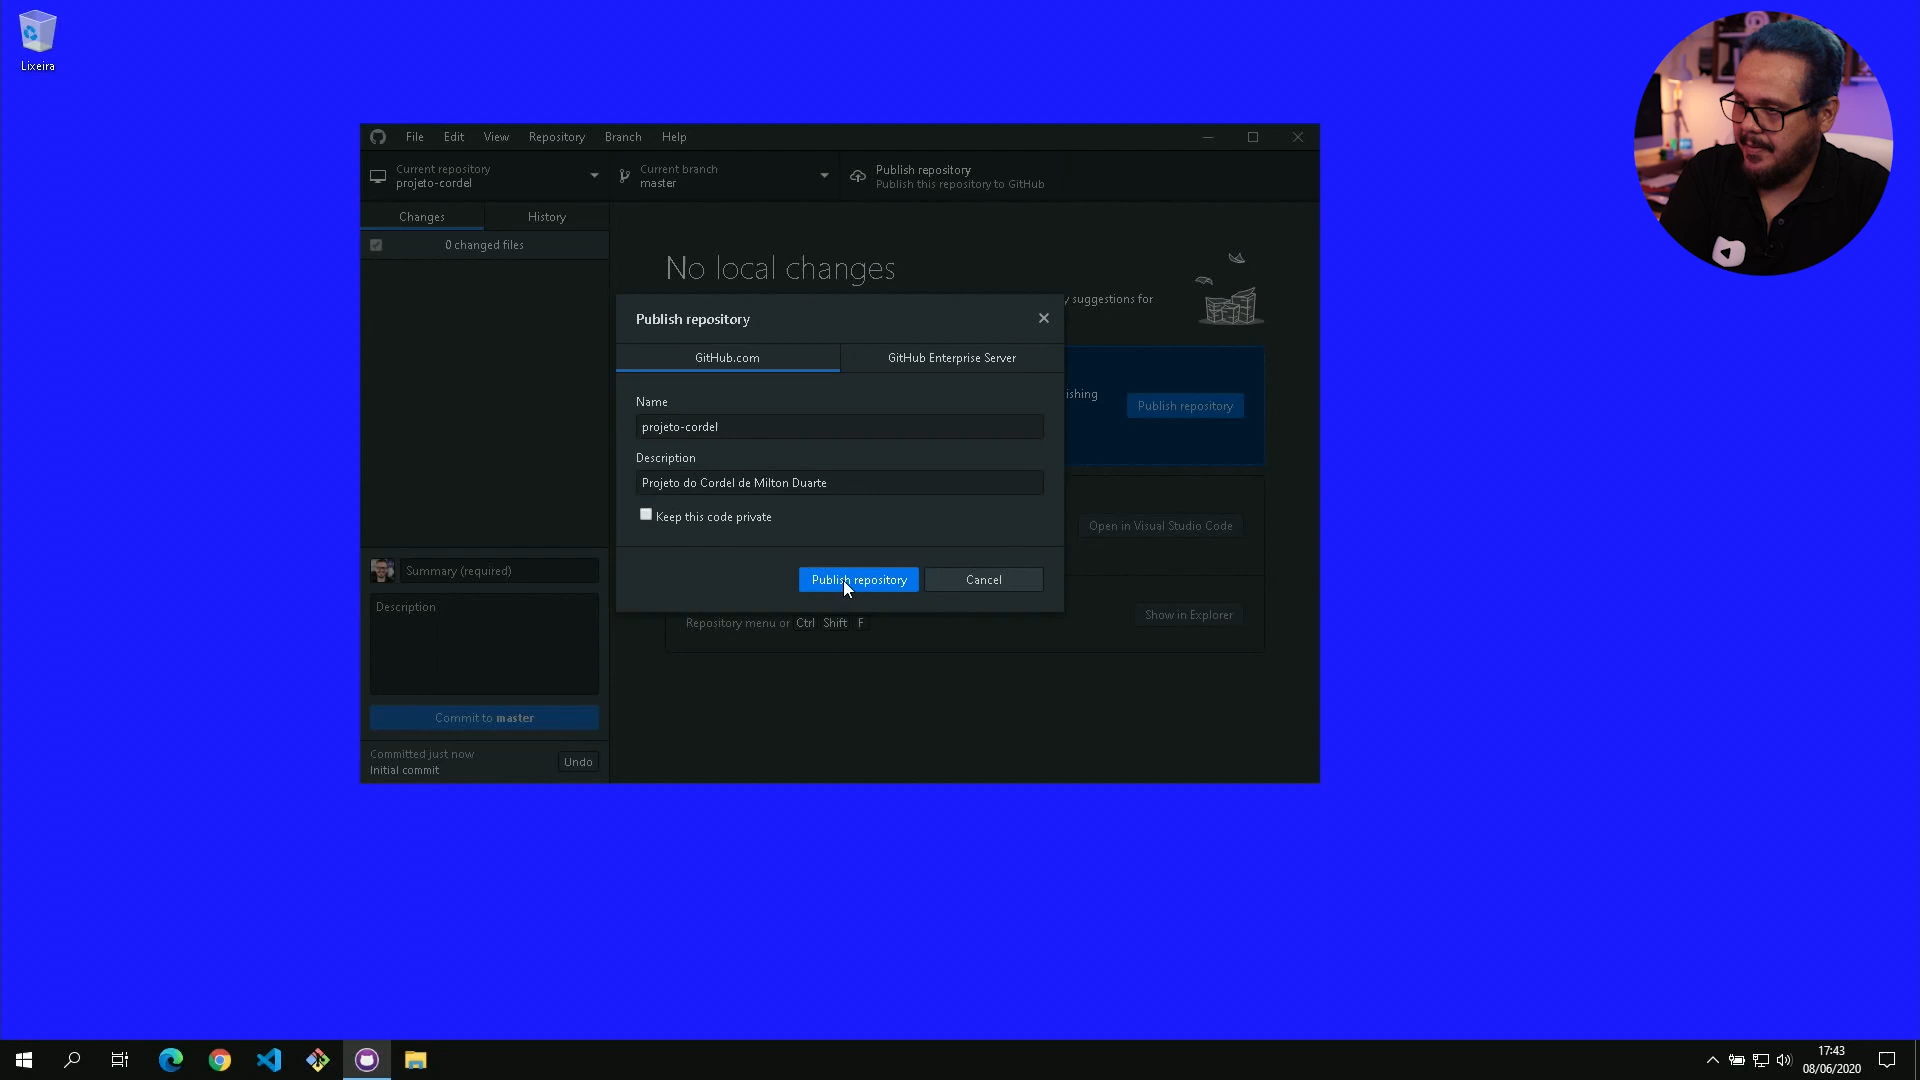 Lixeira
File Edit View Repository Branch Help
Current repository
projeto-cordel
Current branch
master
Publish repository
Publish this repository to GitHub
Changes History
0 changed files
No local changes
suggestions for
Publish repository
GitHub.com GitHub Enterprise Server
Name
projeto-cordel
ishing
Publish repository
Description
Projeto do Cordel de Milton Duarte
Keep this code private
Open in Visual Studio Code
Publish repository Cancel
Show in Explorer
Repository menu or Ctrl Shift F
Summary (required)
Description
Commit to master
Committed just now
Initial commit
Undo
17:43
08/06/2020